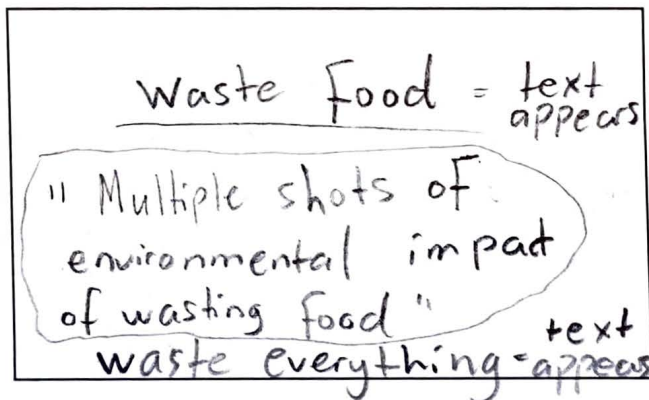 Waste Food = text
appears
" Multiple shots of
environmental impact
of wasting food "
waste everything = text
appears